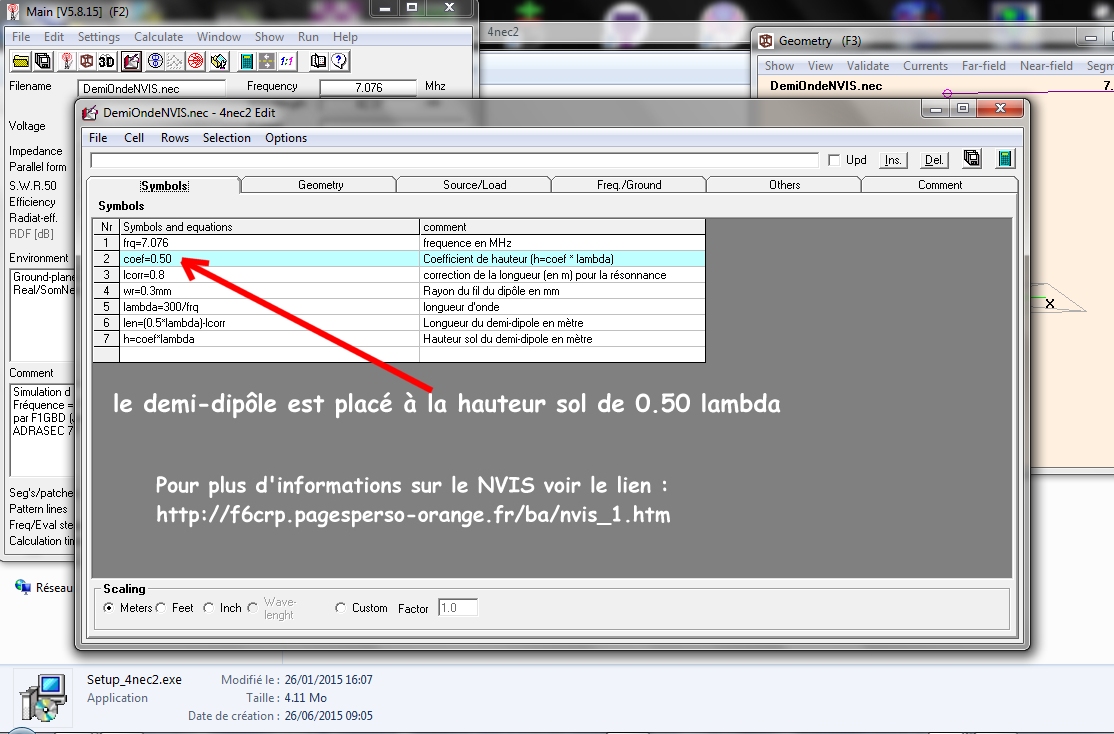 Main [V5.8.15] (F2)
File Edit Settings Calculate Window Show Run Help
3D
1:1
Filename DemiOndeNVIS.nec Frequency 7.076 Mhz
Voltage
Impedance
Parallel form
S.W.R.50
Efficiency
Radiat-eff.
RDF [dB]
Environment
Ground-plane
Real/SomNe
Comment
Simulation d
Fréquence =
par F1GBD (
ADRASEC 7
Seg's/patche
Pattern lines
Freq/Eval ste
Calculation tin
4nec2
Geometry (F3)
Show View Validate Currents Far-field Near-field Segm
DemiOndeNVIS.nec 7.
X
DemiOndeNVIS.nec - 4nec2 Edit
File Cell Rows Selection Options
Upd Ins. Del.
Symbols Geometry Source/Load Freq./Ground Others Comment
Symbols
Nr Symbols and equations comment
1 frq=7.076 frequence en MHz
2 coef=0.50 Coefficient de hauteur (h=coef * lambda)
3 lcorr=0.8 correction de la longueur (en m) pour la résonnance
4 wr=0.3mm Rayon du fil du dipôle en mm
5 lambda=300/frq longueur d'onde
6 len=(0.5*lambda)-lcorr Longueur du demi-dipole en mètre
7 h=coef*lambda Hauteur sol du demi-dipole en mètre
le demi-dipôle est placé à la hauteur sol de 0.50 lambda
Pour plus d'informations sur le NVIS voir le lien :
http://f6crp.pagesperso-orange.fr/ba/nvis_1.htm
Scaling
Meters Feet Inch Wave-lenght Custom Factor 1.0
Réseau
Setup_4nec2.exe Modifié le : 26/01/2015 16:07
Application Taille : 4.11 Mo
Date de création : 26/06/2015 09:05